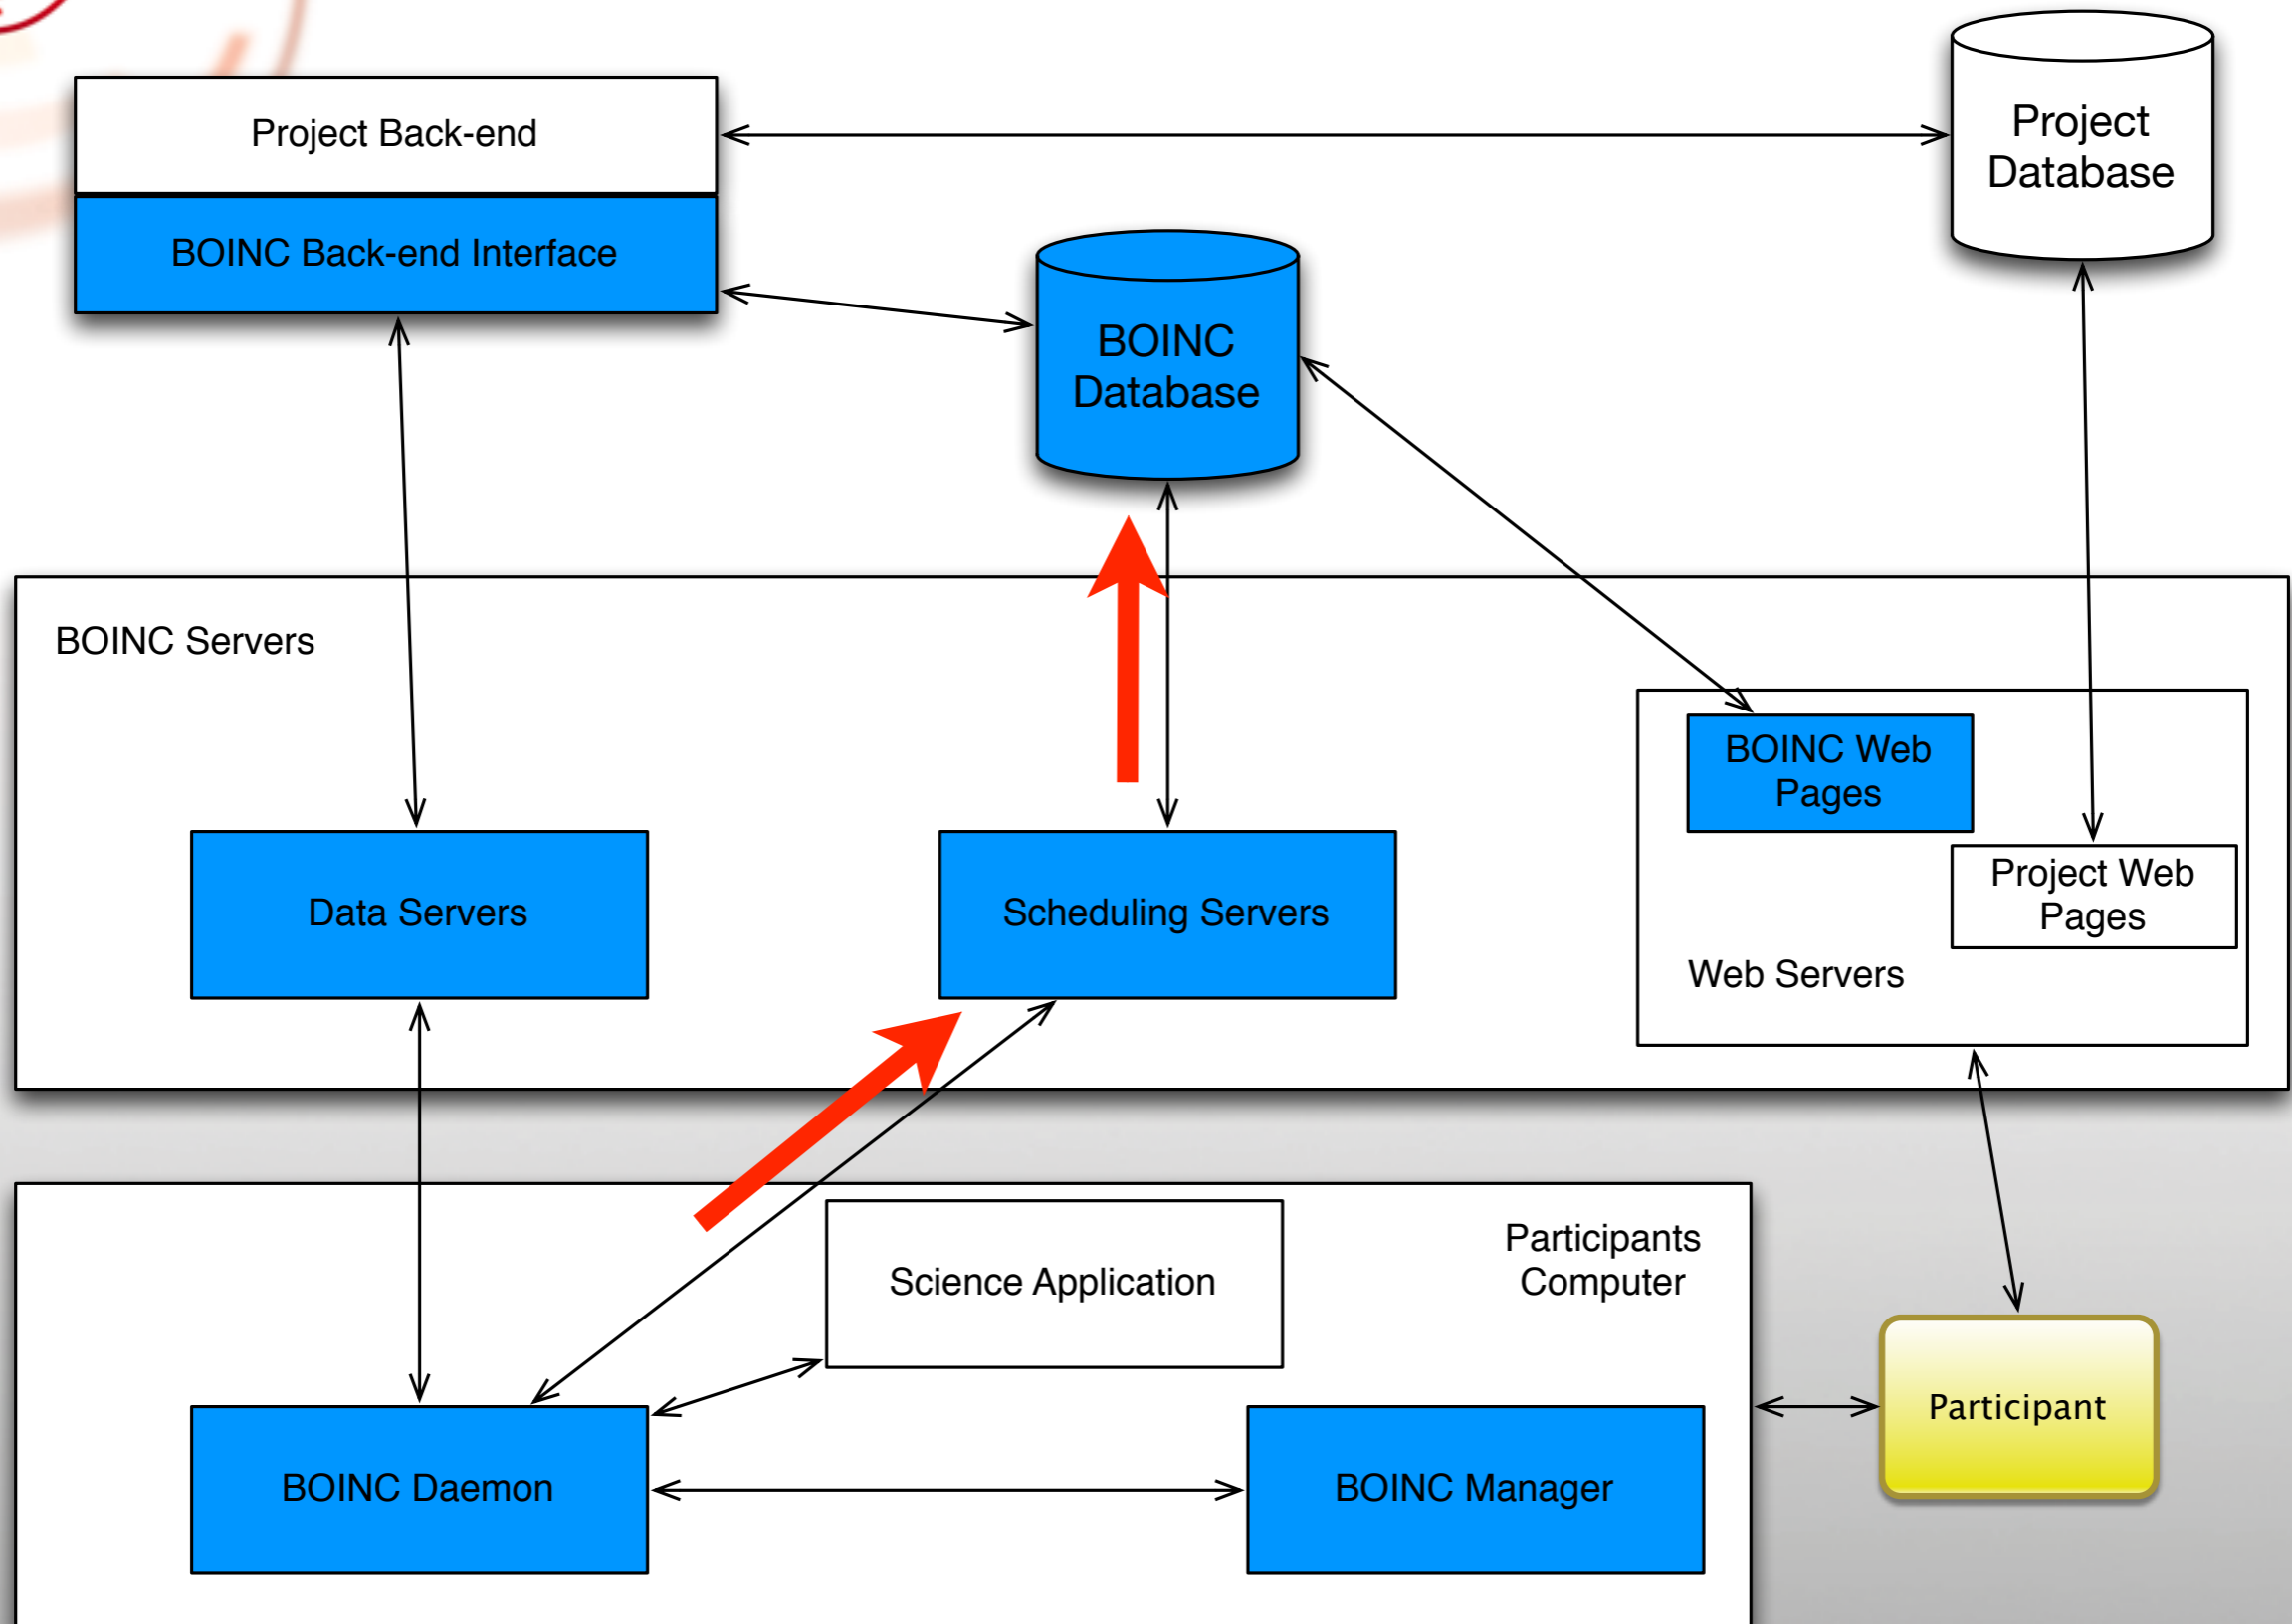 Project Back-end
Project
Database
BOINC Back-end Interface
BOINC
Database
BOINC Servers
BOINC Web
Pages
Data Servers
Scheduling Servers
Project Web
Pages
Web Servers
Participants
Computer
Science Application
Participant
BOINC Daemon
BOINC Manager